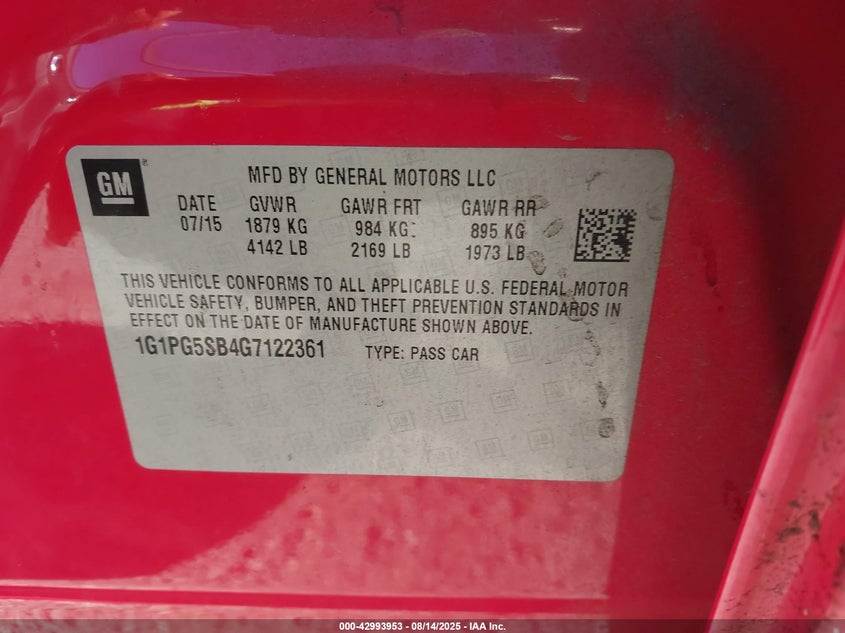 GM ®
MFD BY GENERAL MOTORS LLC
DATE GVWR GAWR FRT GAWR RR
07/15 1879 KG 984 KG 895 KG
4142 LB 2169 LB 1973 LB
THIS VEHICLE CONFORMS TO ALL APPLICABLE U.S. FEDERAL MOTOR
VEHICLE SAFETY, BUMPER, AND THEFT PREVENTION STANDARDS IN
EFFECT ON THE DATE OF MANUFACTURE SHOWN ABOVE.
1G1PG5SB4G7122361 TYPE: PASS CAR
000-42993953 - 08/14/2025 - IAA Inc.